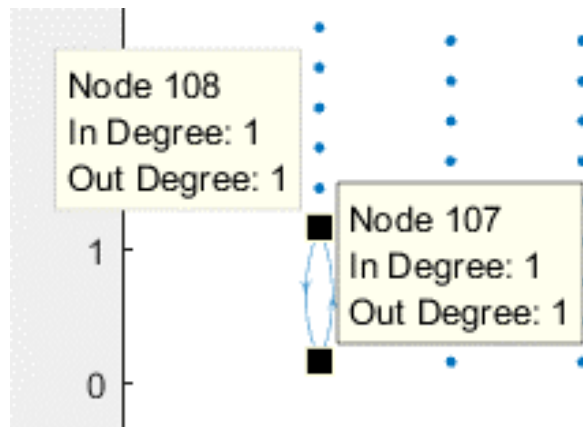 Node 108
In Degree: 1
Out Degree: 1
Node 107
In Degree: 1
Out Degree: 1
1
0